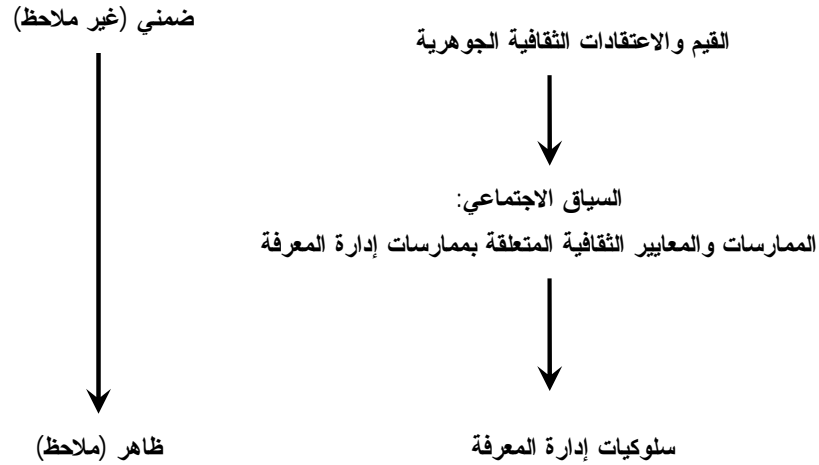 ضمني (غير ملاحظ)
القيم والاعتقادات الثقافية الجوهرية
السياق الاجتماعي:
الممارسات والمعايير الثقافية المتعلقة بممارسات إدارة المعرفة
ظاهر (ملاحظ)
سلوكيات إدارة المعرفة